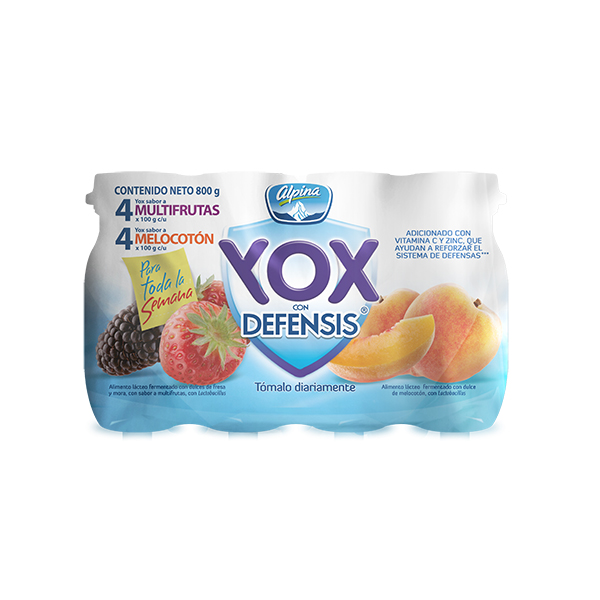 CONTENIDO NETO 800 g
4 Yox sabor a
MULTIFRUTAS
x 100 g c/u
4 Yox sabor a
MELOCOTÓN
x 100 g c/u
Para
toda la
Semana
Alpina
YOX
CON
DEFENSIS®
Tómalo diariamente
ADICIONADO CON
VITAMINA C Y ZINC, QUE
AYUDAN A REFORZAR EL
SISTEMA DE DEFENSAS***
Alimento lácteo fermentado con dulces de fresa
y mora, con sabor a multifrutas, con Lactobacillus
Alimento lácteo fermentado con dulce
de melocotón, con Lactobacillus